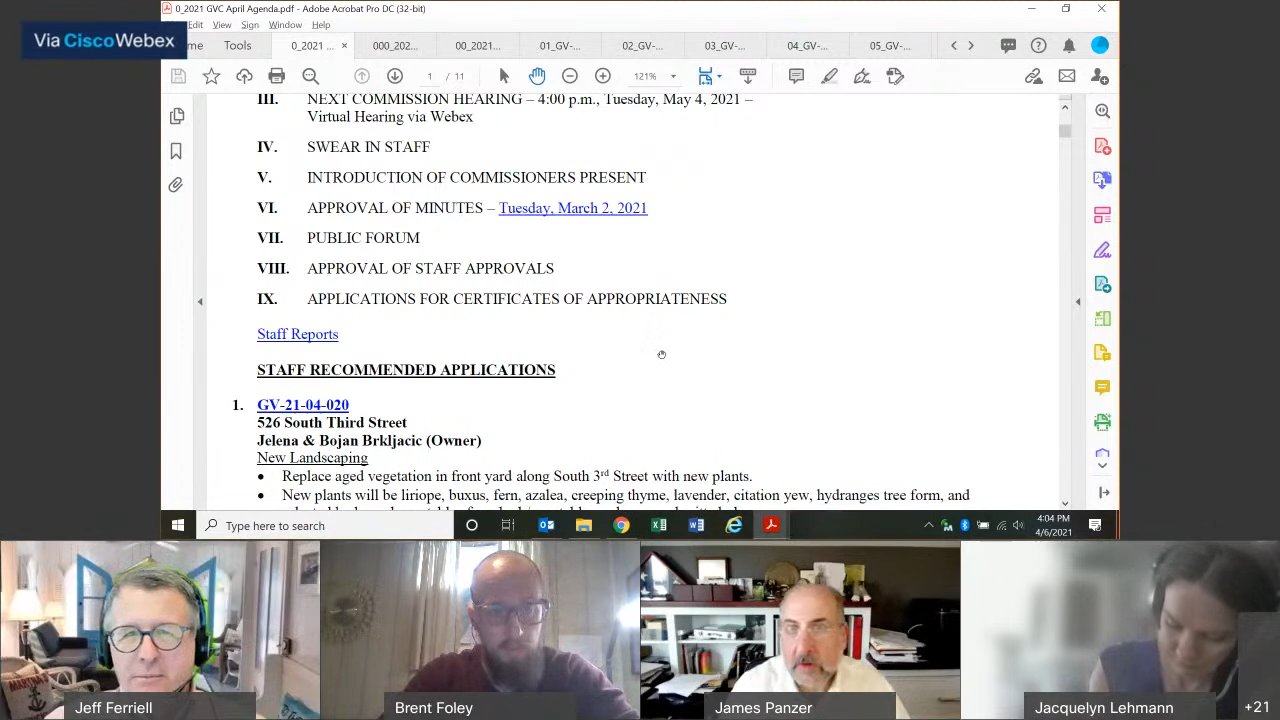 0_2021 GVC April Agenda.pdf - Adobe Acrobat Pro DC (32-bit)
Edit View Sign Window Help
Via CiscoWebex
me Tools 0_2021 ... × 000_202... 00_2021... 01_GV-... 02_GV-... 03_GV-... 04_GV-... 05_GV-...
1 / 11 121%
III. NEXT COMMISSION HEARING – 4:00 p.m., Tuesday, May 4, 2021 –
Virtual Hearing via Webex
IV. SWEAR IN STAFF
V. INTRODUCTION OF COMMISSIONERS PRESENT
VI. APPROVAL OF MINUTES – Tuesday, March 2, 2021
VII. PUBLIC FORUM
VIII. APPROVAL OF STAFF APPROVALS
IX. APPLICATIONS FOR CERTIFICATES OF APPROPRIATENESS
Staff Reports
STAFF RECOMMENDED APPLICATIONS
1. GV-21-04-020
526 South Third Street
Jelena & Bojan Brkljacic (Owner)
New Landscaping
• Replace aged vegetation in front yard along South 3rd Street with new plants.
• New plants will be liriope, buxus, fern, azalea, creeping thyme, lavender, citation yew, hydranges tree form, and
Type here to search
4:04 PM
4/6/2021
Jeff Ferriell
Brent Foley
James Panzer
Jacquelyn Lehmann
+21